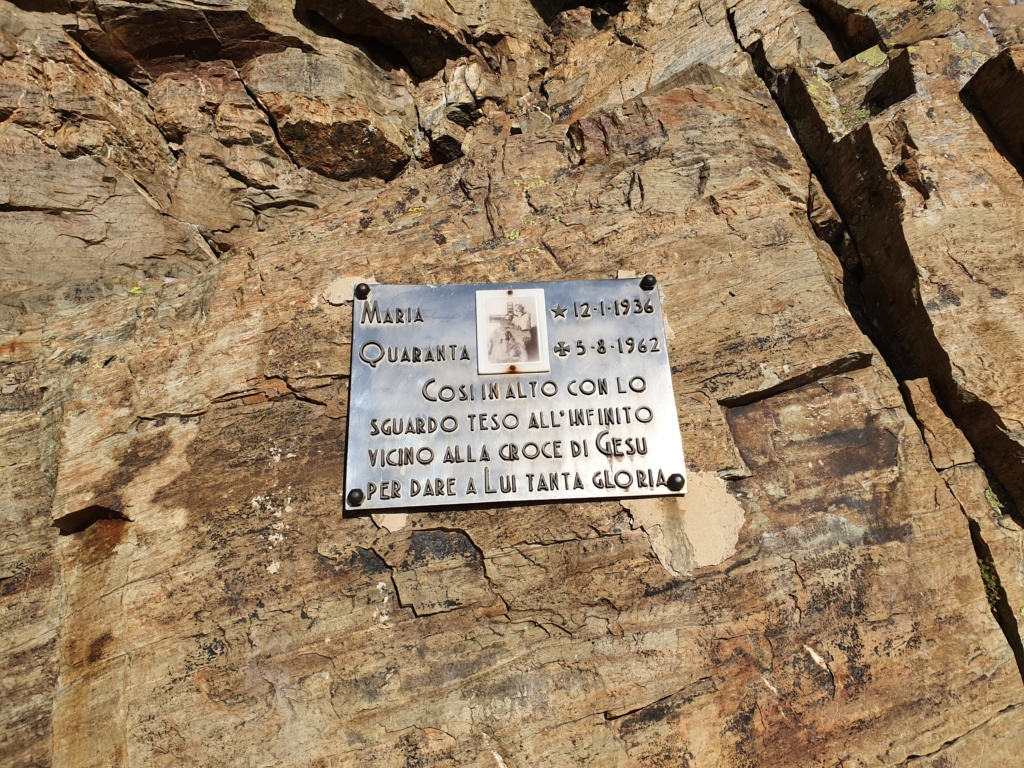 MARIA ★ 12·1·1936
QUARANTA ✠ 5·8·1962
COSI IN ALTO CON LO
SGUARDO TESO ALL'INFINITO
VICINO ALLA CROCE DI GESU
PER DARE A LUI TANTA GLORIA